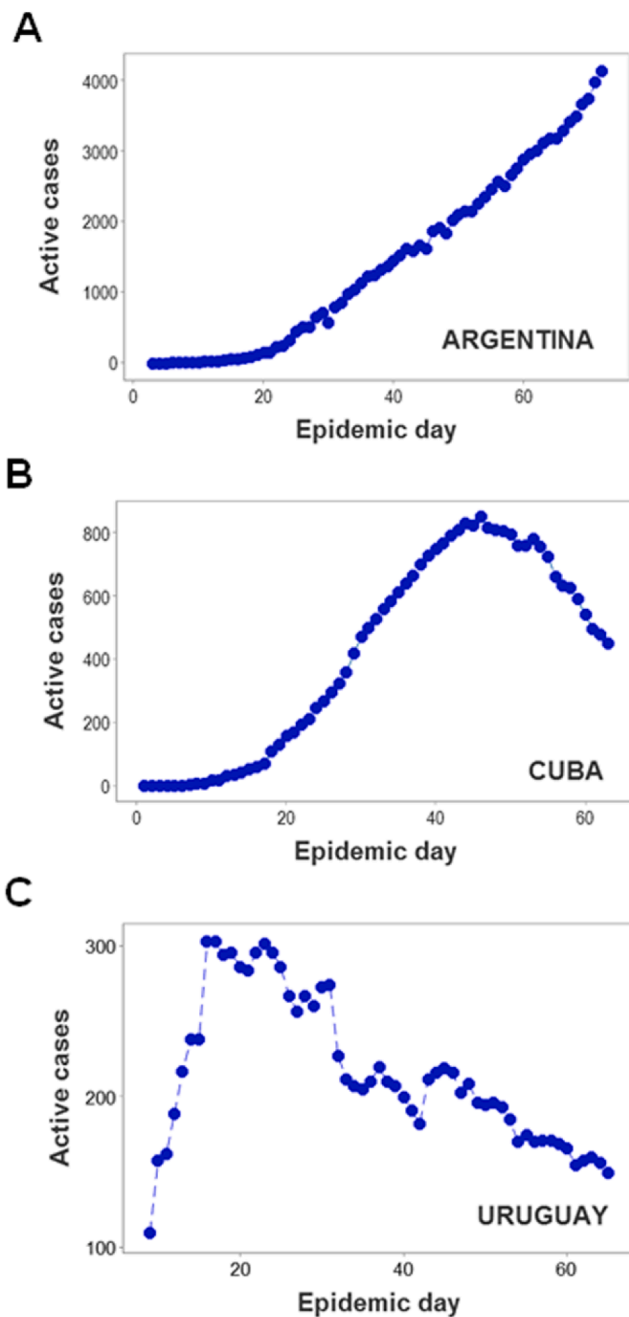 A
4000
3000
2000
1000
0
Active cases
ARGENTINA
0 20 40 60
Epidemic day
B
800
600
400
200
0
Active cases
CUBA
0 20 40 60
Epidemic day
C
300
200
100
Active cases
URUGUAY
20 40 60
Epidemic day